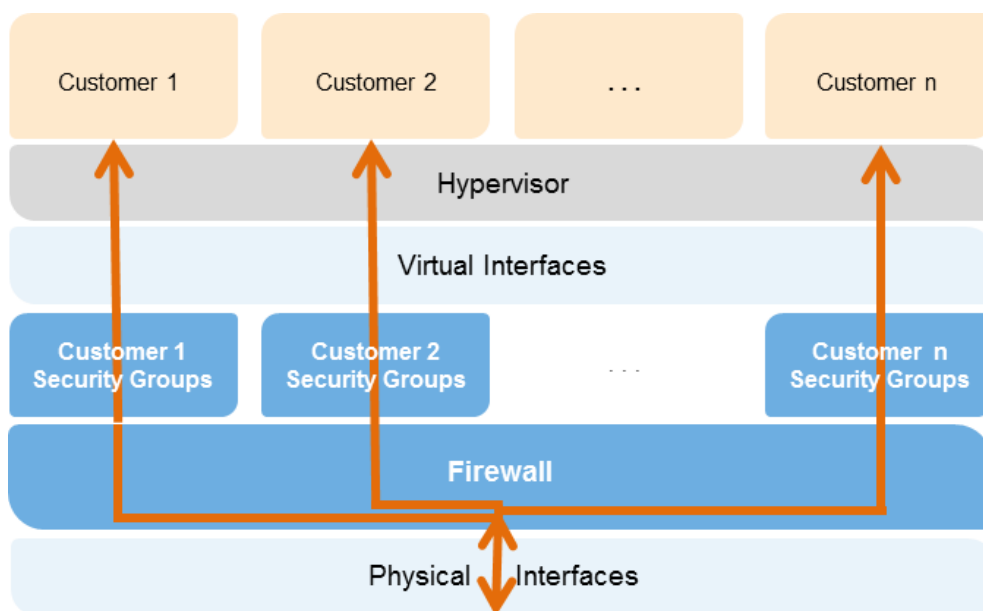 Customer 1
Customer 2
...
Customer n
Hypervisor
Virtual Interfaces
Customer 1
Security Groups
Customer 2
Security Groups
...
Customer n
Security Groups
Firewall
Physical Interfaces